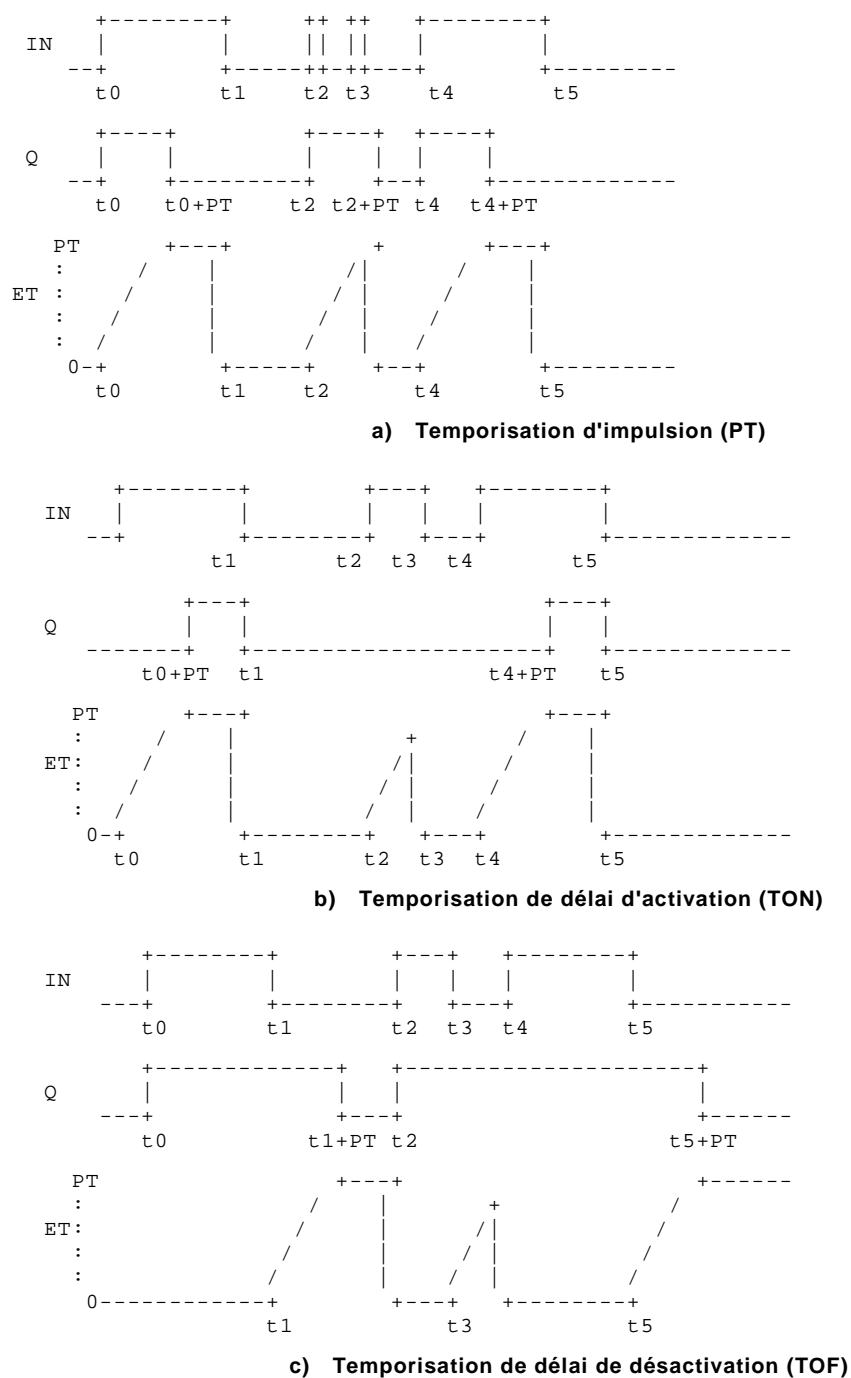 IN
t0 t1 t2 t3 t4 t5
Q
t0 t0+PT t2 t2+PT t4 t4+PT
PT
:
ET :
:
:
0
t0 t1 t2 t4 t5
a) Temporisation d'impulsion (PT)
IN
t1 t2 t3 t4 t5
Q
t0+PT t1 t4+PT t5
PT
:
ET:
:
:
0
t0 t1 t2 t3 t4 t5
b) Temporisation de délai d'activation (TON)
IN
t0 t1 t2 t3 t4 t5
Q
t0 t1+PT t2 t5+PT
PT
:
ET:
:
:
0
t1 t3 t5
c) Temporisation de délai de désactivation (TOF)